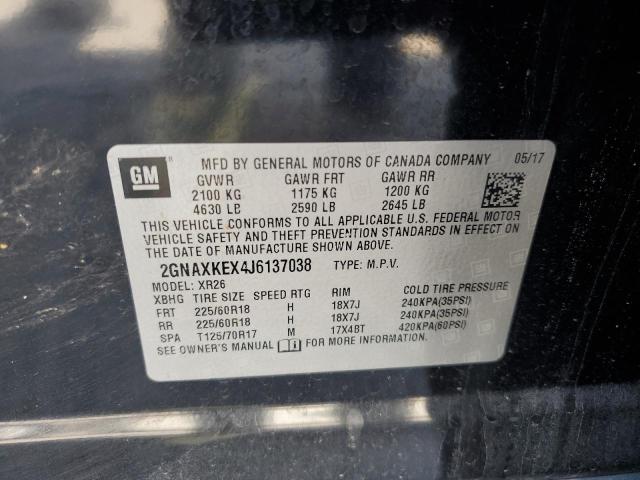 GM ® MFD BY GENERAL MOTORS OF CANADA COMPANY 05/17
GVWR GAWR FRT GAWR RR
2100 KG 1175 KG 1200 KG
4630 LB 2590 LB 2645 LB
THIS VEHICLE CONFORMS TO ALL APPLICABLE U.S. FEDERAL MOTOR
VEHICLE SAFETY AND THEFT PREVENTION STANDARDS IN EFFECT ON
THE DATE OF MANUFACTURE SHOWN ABOVE.
2GNAXKEX4J6137038 TYPE: M.P.V.
MODEL: XR26
XBHG TIRE SIZE SPEED RTG RIM COLD TIRE PRESSURE
FRT 225/60R18 H 18X7J 240KPA(35PSI)
RR 225/60R18 H 18X7J 240KPA(35PSI)
SPA T125/70R17 M 17X4BT 420KPA(60PSI)
SEE OWNER'S MANUAL FOR MORE INFORMATION.